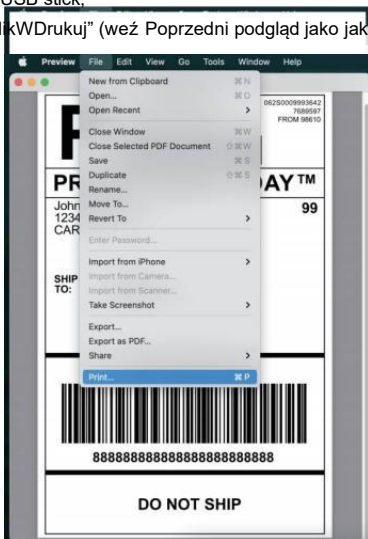 USB stick,
ikWDrukuj” (weź Poprzedni podgląd jako jak
Preview File Edit View Go Tools Window Help
New from Clipboard ⌘ N
Open... ⌘ O
Open Recent >
Close Window ⌘ W
Close Selected PDF Document ⇧ ⌘ W
Save ⌘ S
Duplicate ⇧ ⌘ S
Rename...
Move To...
Revert To >
Enter Password...
Import from iPhone >
Import from Camera...
Import from Scanner...
Take Screenshot >
Export...
Export as PDF...
Share >
Print... ⌘ P
062S0009993642
7689597
FROM 98610
P
PR AY™
John 99
1234
CAR
SHIP
TO:
DO NOT SHIP